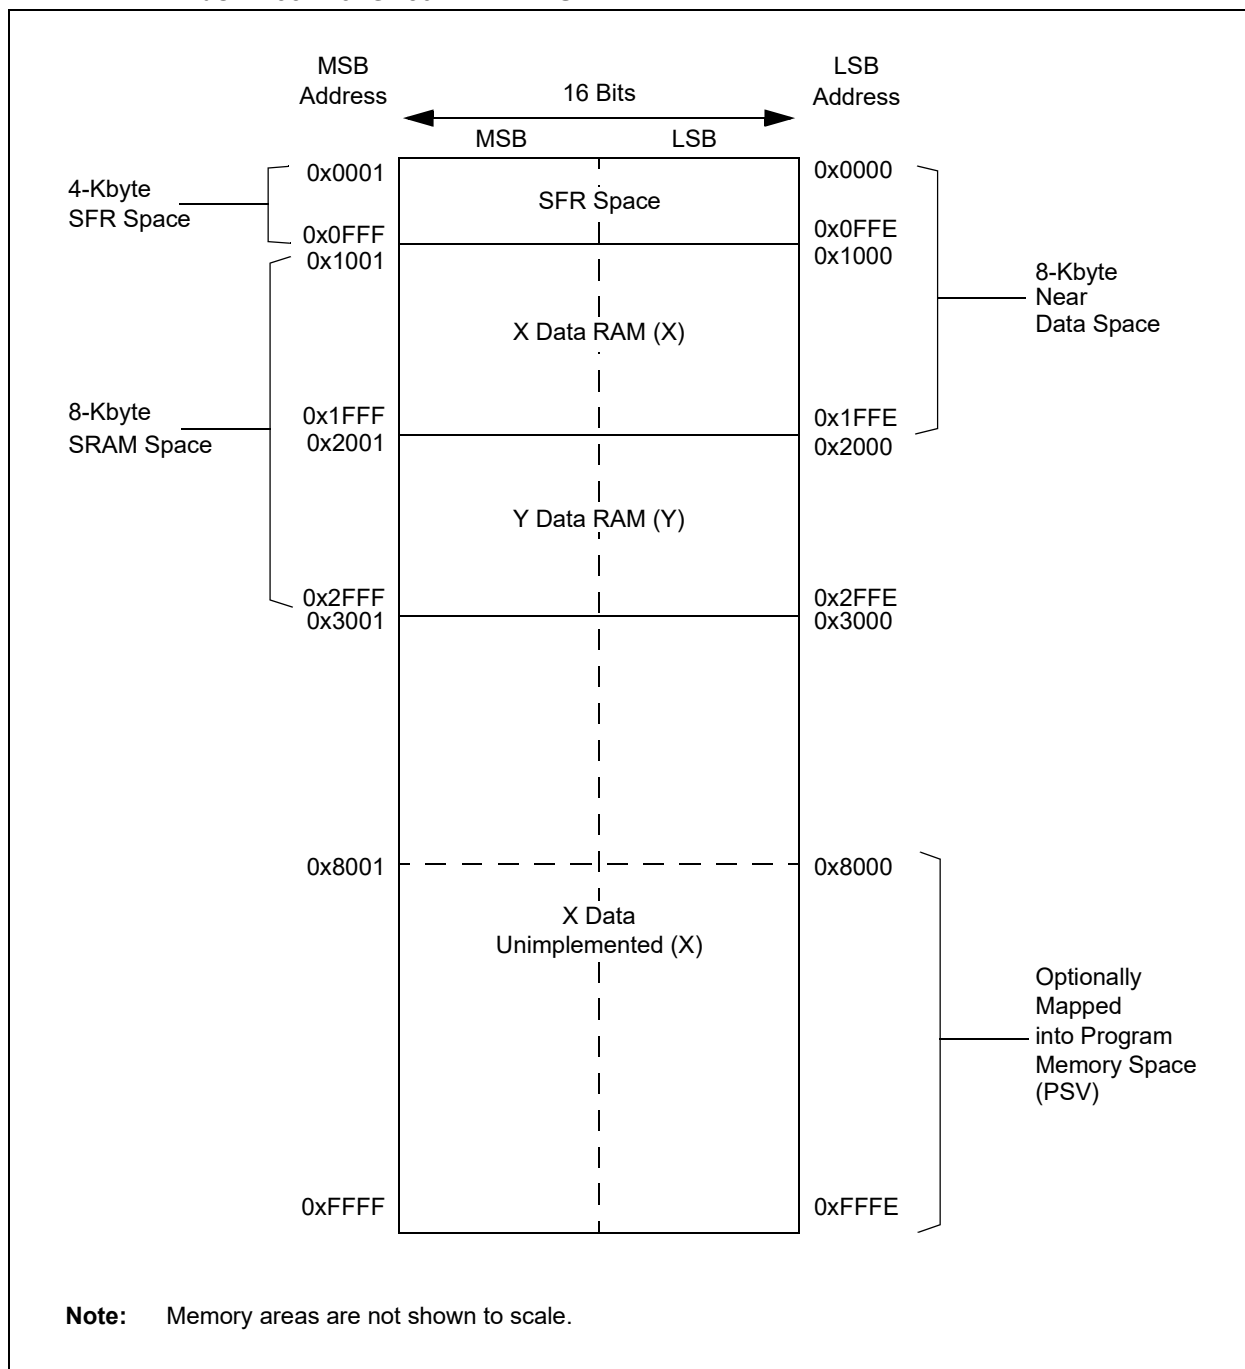 MSB
Address
16 Bits
LSB
Address
MSB
LSB
4-Kbyte
SFR Space
0x0001
0x0FFF
SFR Space
0x0000
0x0FFE
8-Kbyte
SRAM Space
0x1001
0x1FFF
X Data RAM (X)
0x1000
0x1FFE
8-Kbyte
Near
Data Space
0x2001
0x2FFF
Y Data RAM (Y)
0x2000
0x2FFE
0x3001
0x3000
0x8001
0x8000
X Data
Unimplemented (X)
Optionally
Mapped
into Program
Memory Space
(PSV)
0xFFFF
0xFFFE
Note: Memory areas are not shown to scale.